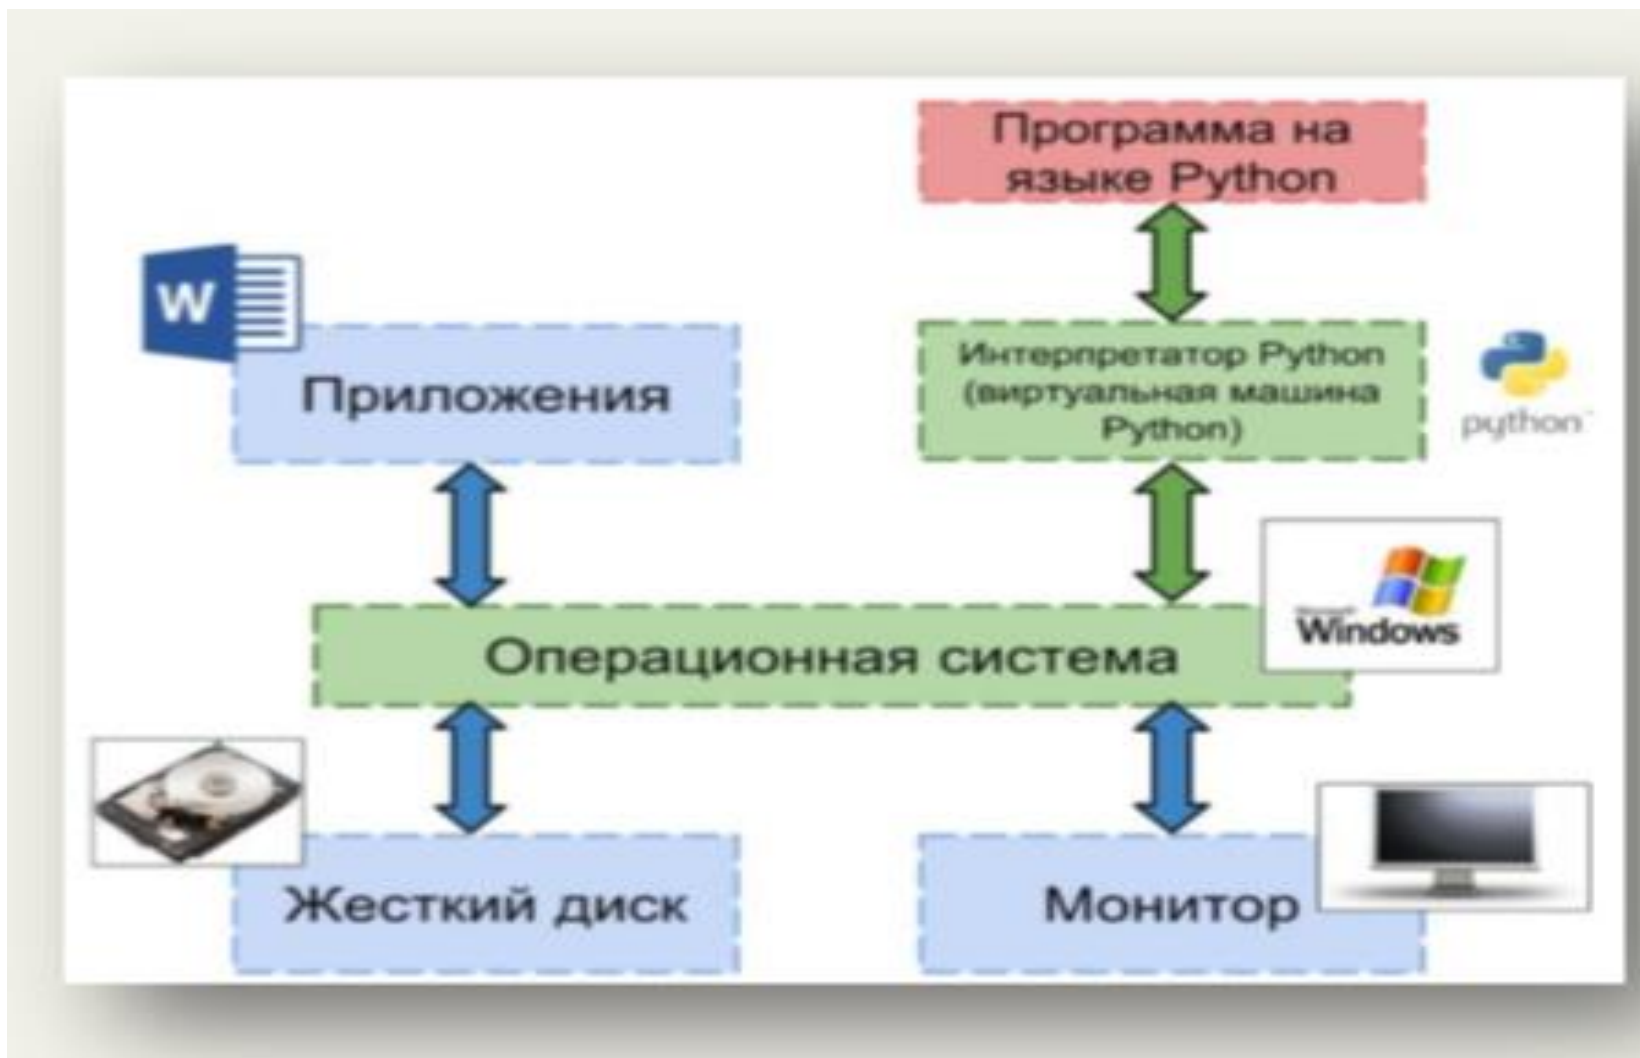 Программа на
языке Python
W
Приложения
Интерпретатор Python
(виртуальная машина
Python)
python
Windows
Операционная система
Жесткий диск
Монитор